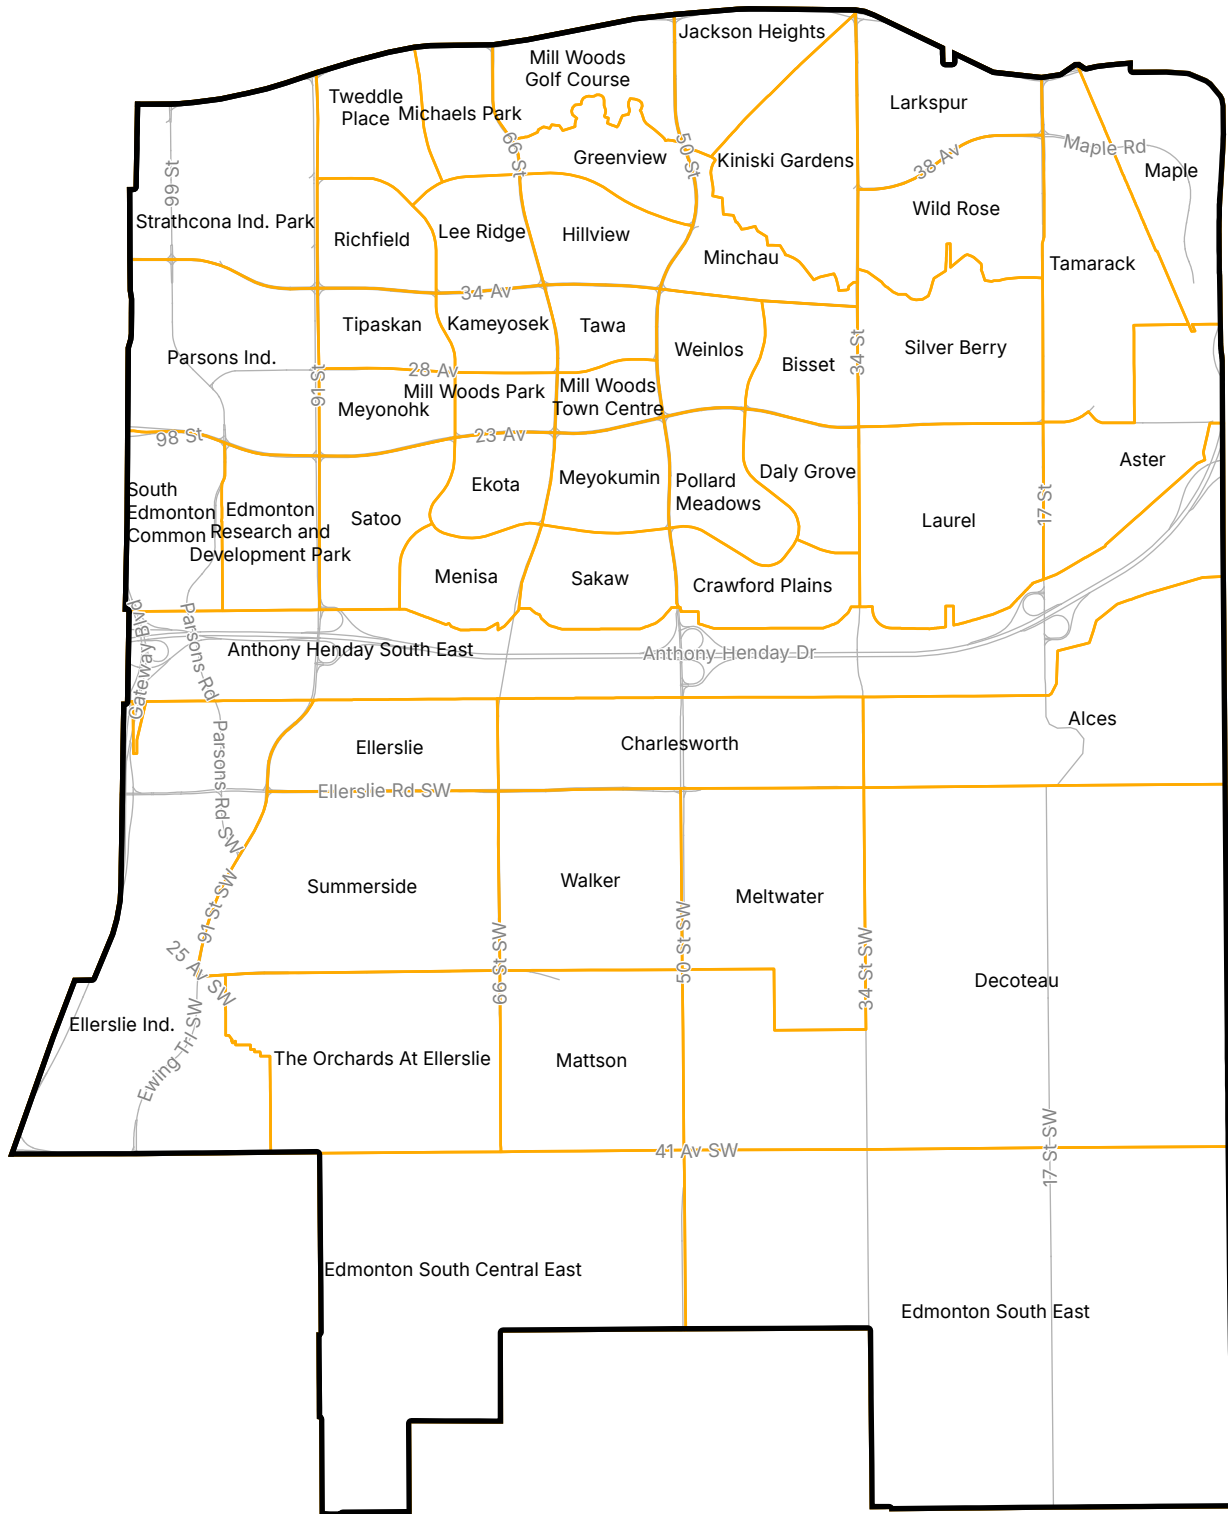 Jackson Heights
Mill Woods
Golf Course
Tweddle
Place
Michaels Park
Larkspur
66 St
50 St
Greenview
Kiniski Gardens
38 Av
Maple Rd
Maple
99 St
Strathcona Ind. Park
Richfield
Lee Ridge
Hillview
Wild Rose
Minchau
Tamarack
34 Av
Tipaskan
Kameyosek
Tawa
Weinlos
Bisset
34 St
Silver Berry
Parsons Ind.
91 St
28 Av
Mill Woods Park
Mill Woods
Town Centre
Meyonohk
98 St
23 Av
Aster
South
Edmonton
Common
Edmonton
Research and
Development Park
Satoo
Ekota
Meyokumin
Pollard
Meadows
Daly Grove
Laurel
17 St
Menisa
Sakaw
Crawford Plains
Gateway Blvd
Parsons Rd
Anthony Henday South East
Anthony Henday Dr
Parsons Rd SW
Ellerslie
Charlesworth
Alces
Ellerslie Rd SW
Summerside
Walker
Meltwater
91 St SW
25 Av SW
66 St SW
50 St SW
34 St SW
Decoteau
Ellerslie Ind.
Ewing Trl SW
The Orchards At Ellerslie
Mattson
41 Av SW
17 St SW
Edmonton South Central East
Edmonton South East